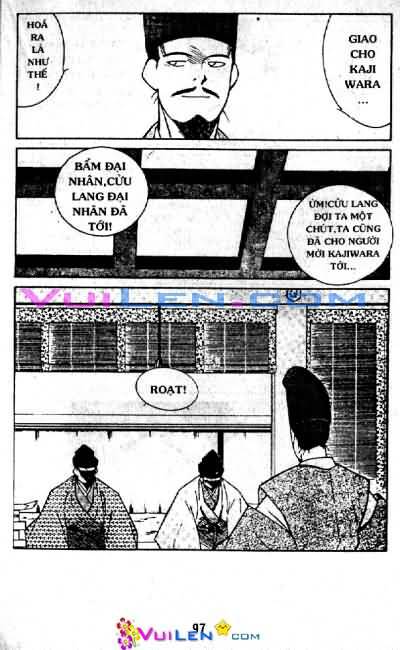 HOÁ
RA
LÀ
NHƯ
THẾ
!
GIAO
CHO
KAJI
WARA
...
BẨM ĐẠI
NHÂN,CỬU
LANG ĐẠI
NHÂN ĐÃ
TỚI!
ỪM!CỬU LANG
ĐỢI TA MỘT
CHÚT,TA CŨNG
ĐÃ CHO NGƯỜI
MỜI KAJIWARA
TỚI...
VUILEN.COM
ROẠT!
97
VUILEN.COM